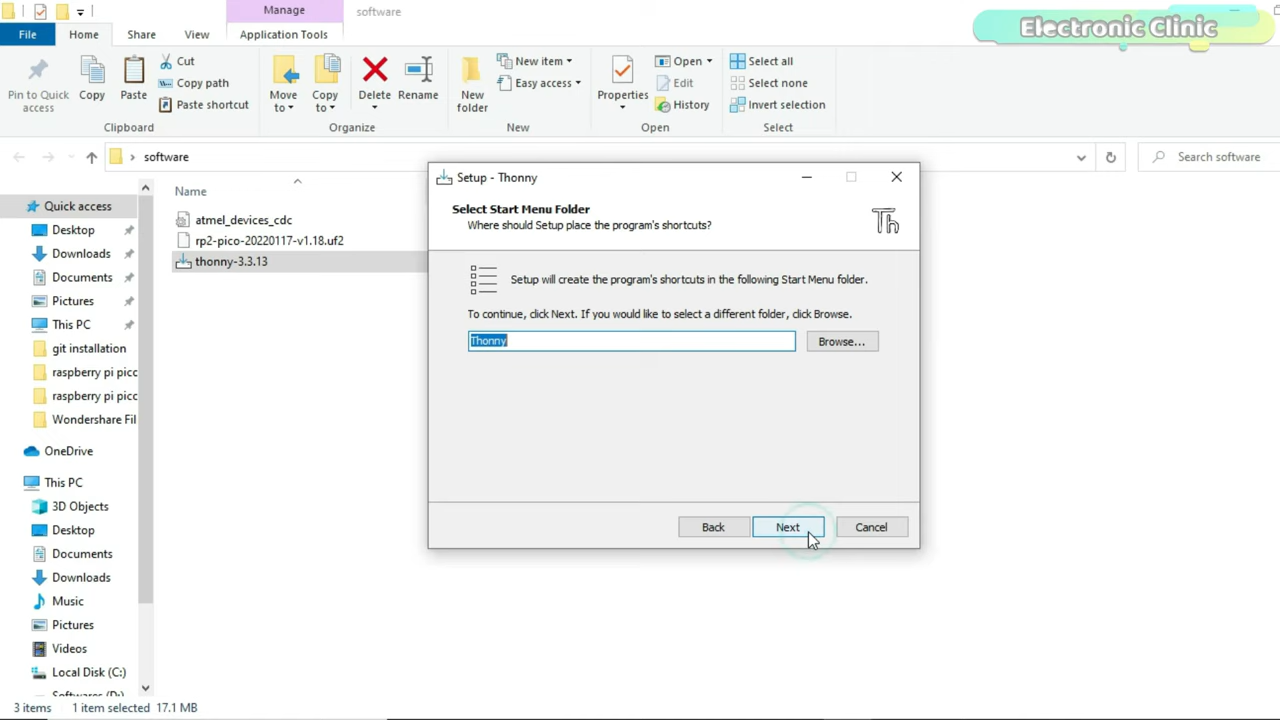 Manage
software
Electronic Clinic
File
Home
Share
View
Application Tools
Pin to Quick
access
Copy
Paste
Cut
Copy path
Paste shortcut
Clipboard
Move
to
Copy
to
Delete
Rename
Organize
New
folder
New item
Easy access
New
Properties
Open
Edit
History
Open
Select all
Select none
Invert selection
Select
software
Search software
Name
Quick access
Desktop
Downloads
Documents
Pictures
This PC
git installation
raspberry pi picc
raspberry pi picc
Wondershare Fil
OneDrive
This PC
3D Objects
Desktop
Documents
Downloads
Music
Pictures
Videos
Local Disk (C:)
atmel_devices_cdc
rp2-pico-20220117-v1.18.uf2
thonny-3.3.13
Setup - Thonny
Select Start Menu Folder
Where should Setup place the program's shortcuts?
Th
Setup will create the program's shortcuts in the following Start Menu folder.
To continue, click Next. If you would like to select a different folder, click Browse.
Thonny
Browse...
Back
Next
Cancel
3 items
1 item selected 17.1 MB